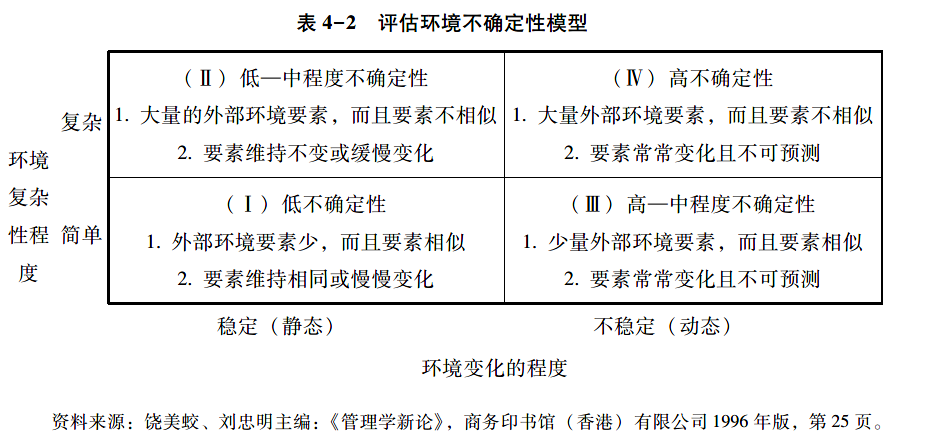 表 4-2 评估环境不确定性模型
(Ⅱ) 低—中程度不确定性
1. 大量的外部环境要素，而且要素不相似
2. 要素维持不变或缓慢变化
(Ⅳ) 高不确定性
1. 大量外部环境要素，而且要素不相似
2. 要素常常变化且不可预测
复杂
环境
复杂
性程
度
简单
(Ⅰ) 低不确定性
1. 外部环境要素少，而且要素相似
2. 要素维持相同或慢慢变化
(Ⅲ) 高—中程度不确定性
1. 少量外部环境要素，而且要素相似
2. 要素常常变化且不可预测
稳定（静态）
不稳定（动态）
环境变化的程度
资料来源：饶美蛟、刘忠明主编：《管理学新论》，商务印书馆（香港）有限公司 1996 年版，第 25 页。